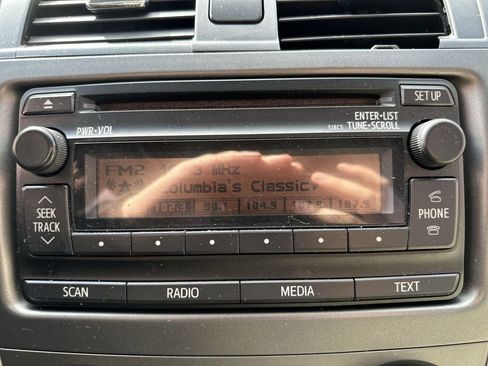 SET UP
ENTER•LIST
PWR•VOL
518C5 TUNE•SCROLL
FM2 MHz
Columbia's Classic
102.3 98.1 104.9 107.9
SEEK
TRACK
PHONE
SCAN RADIO MEDIA TEXT